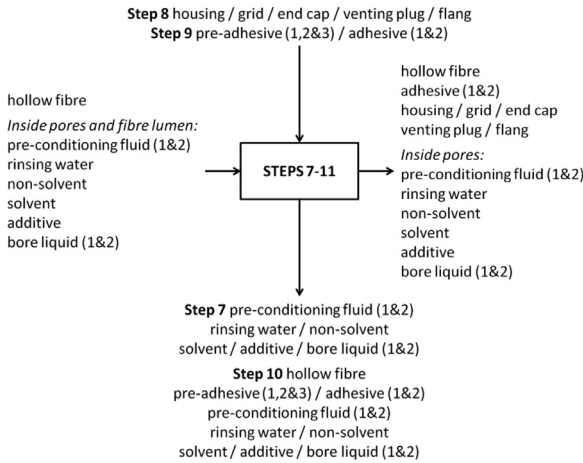 Step 8 housing / grid / end cap / venting plug / flang
Step 9 pre-adhesive (1,2&3) / adhesive (1&2)
hollow fibre
Inside pores and fibre lumen:
pre-conditioning fluid (1&2)
rinsing water
non-solvent
solvent
additive
bore liquid (1&2)
STEPS 7-11
hollow fibre
adhesive (1&2)
housing / grid / end cap
venting plug / flang
Inside pores:
pre-conditioning fluid (1&2)
rinsing water
non-solvent
solvent
additive
bore liquid (1&2)
Step 7 pre-conditioning fluid (1&2)
rinsing water / non-solvent
solvent / additive / bore liquid (1&2)
Step 10 hollow fibre
pre-adhesive (1,2&3) / adhesive (1&2)
pre-conditioning fluid (1&2)
rinsing water / non-solvent
solvent / additive / bore liquid (1&2)